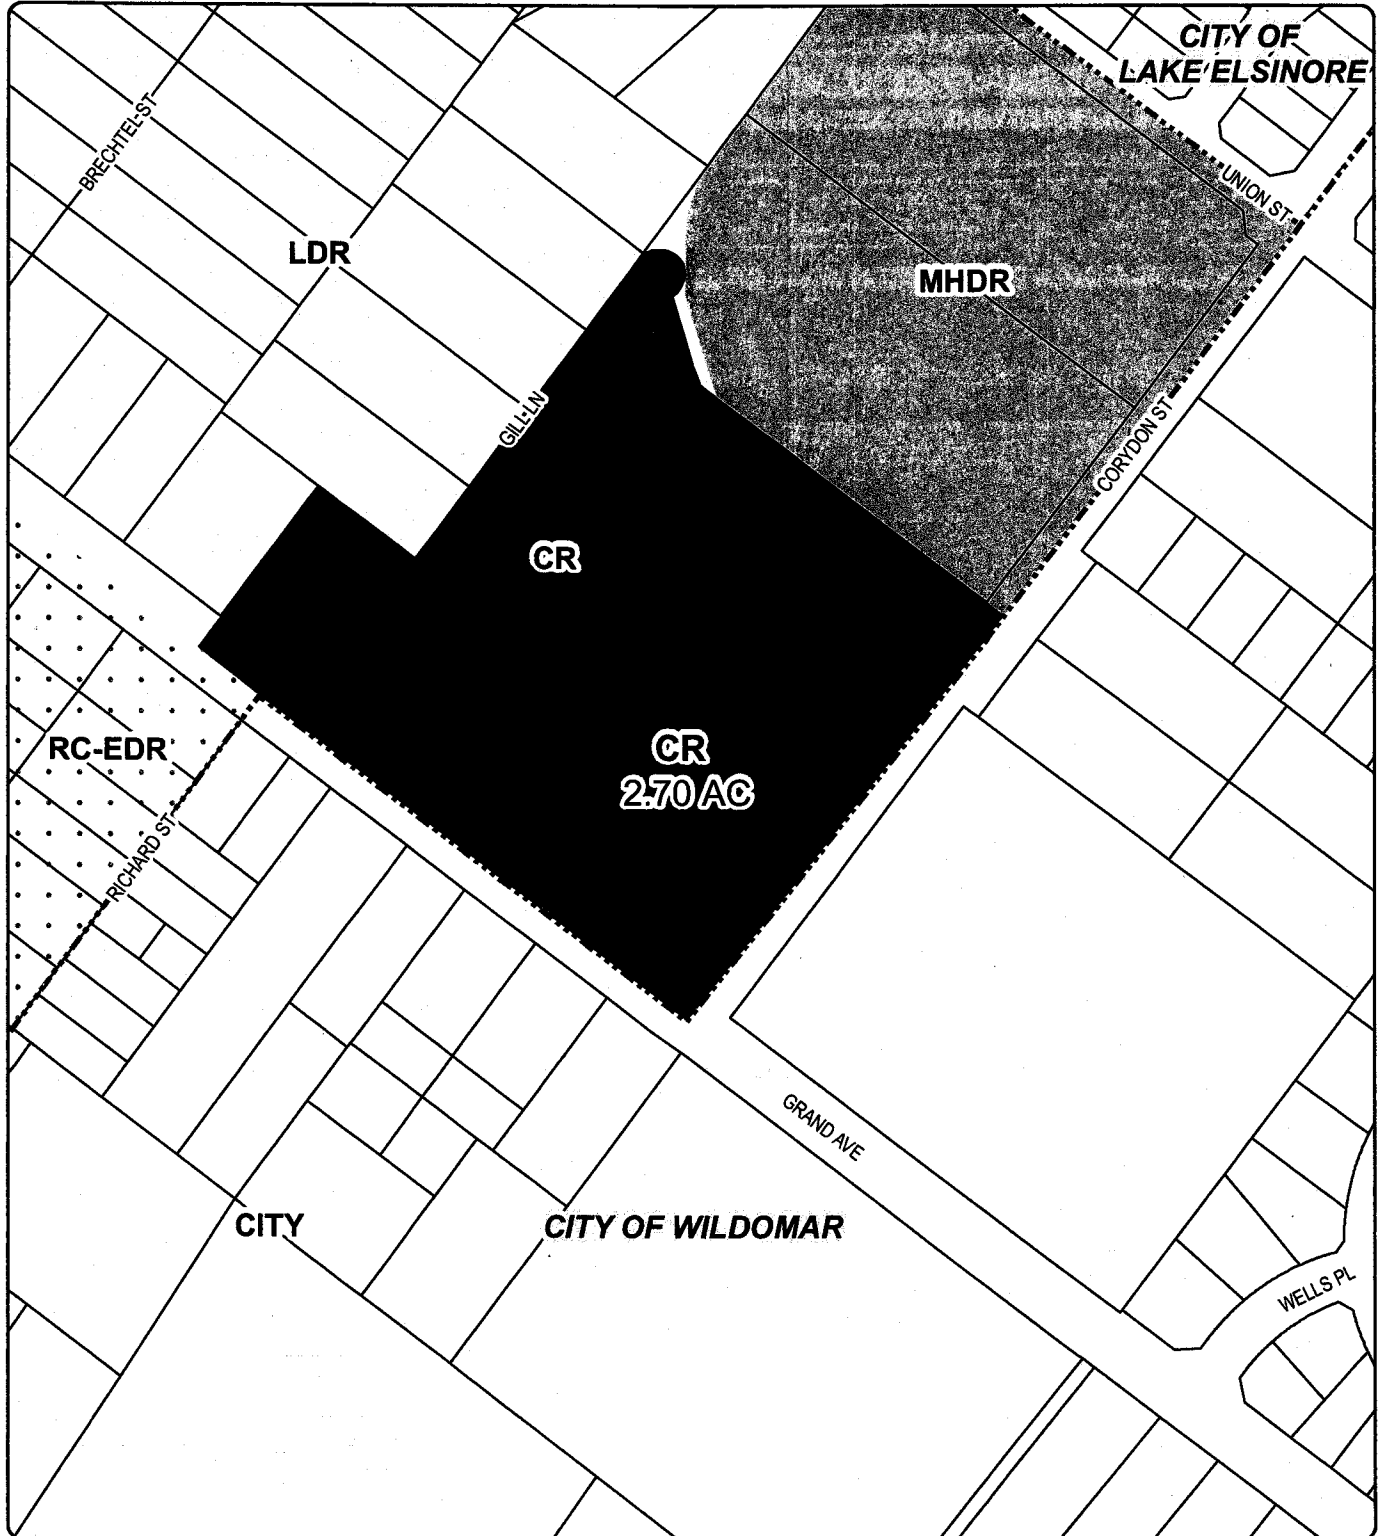 CITY OF
LAKE ELSINORE
BRECHTEL ST
UNION ST
LDR
MHDR
GILL LN
CORYDON ST
CR
CR
2.70 AC
RC-EDR
RICHARD ST
GRAND AVE
CITY
CITY OF WILDOMAR
WELLS PL